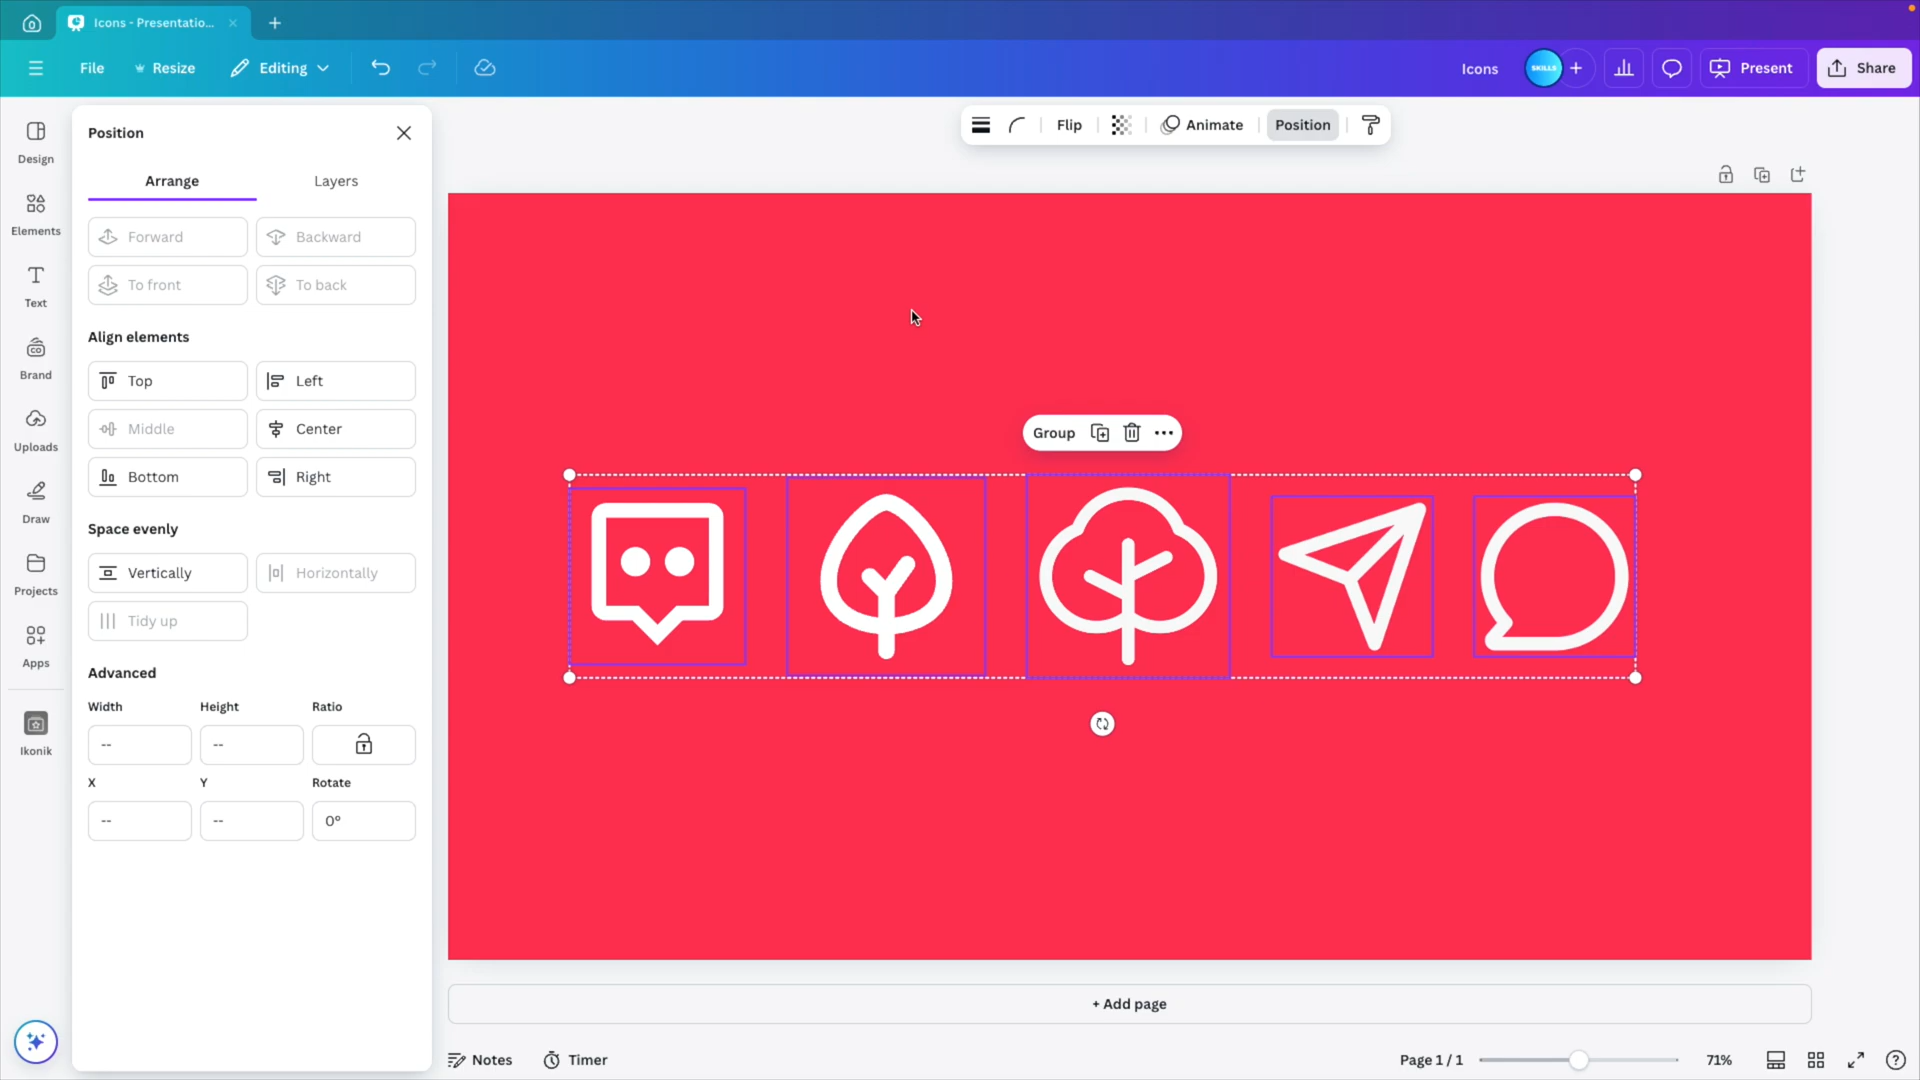 Icons - Presentatio...
File
Resize
Editing
Icons
SKILLS
Present
Share
Design
Elements
Text
Brand
Uploads
Draw
Projects
Apps
Ikonik
Position
Arrange
Layers
Forward
Backward
To front
To back
Align elements
Top
Left
Middle
Center
Bottom
Right
Space evenly
Vertically
Horizontally
Tidy up
Advanced
Width
Height
Ratio
--
--
X
Y
Rotate
--
--
0°
Flip
Animate
Position
Group
+ Add page
Notes
Timer
Page 1 / 1
71%